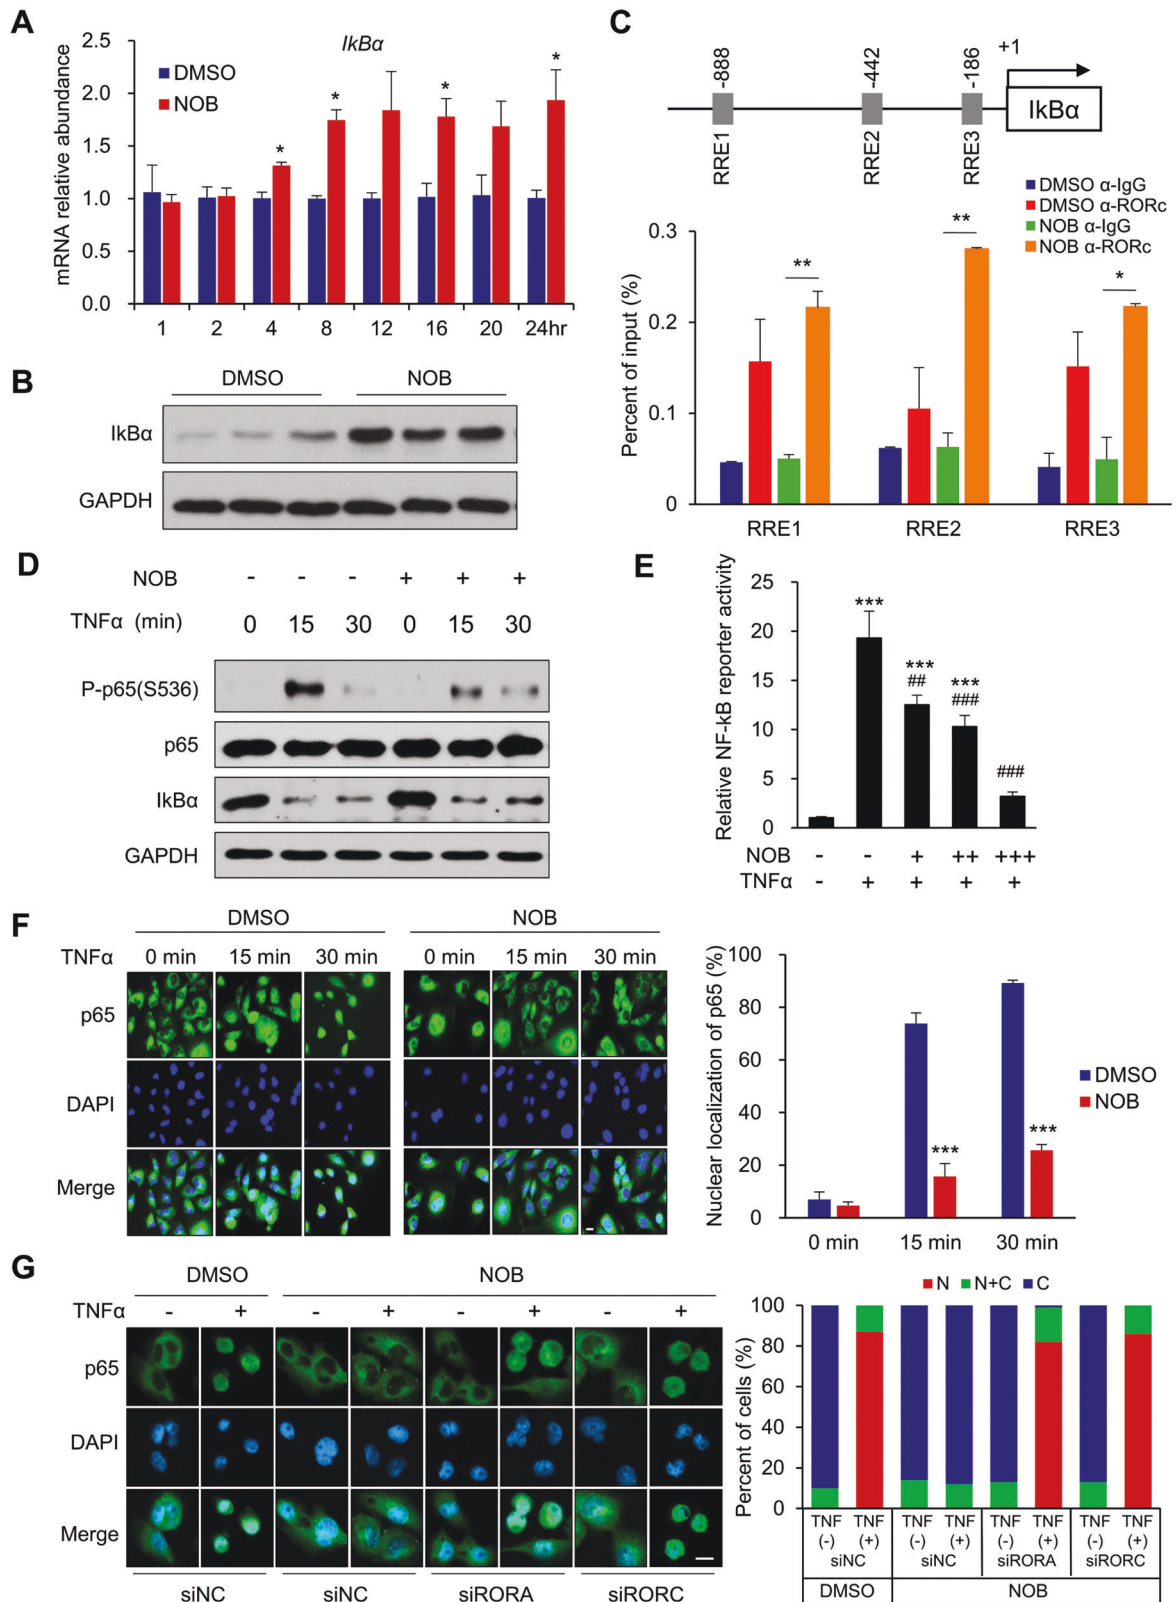 A
IkBα
mRNA relative abundance
2.5
2.0
1.5
1.0
0.5
0.0
DMSO
NOB
* * * *
1 2 4 8 12 16 20 24hr
B
DMSO NOB
IkBα
GAPDH
C
-888 -442 -186 +1
RRE1 RRE2 RRE3 IkBα
DMSO α-IgG
DMSO α-RORc
NOB α-IgG
NOB α-RORc
Percent of input (%)
0.3
0.2
0.1
0
** ** *
RRE1 RRE2 RRE3
D
NOB - - - + + +
TNFα (min) 0 15 30 0 15 30
P-p65(S536)
p65
IkBα
GAPDH
E
Relative NF-kB reporter activity
25
20
15
10
5
0
***
***
##
***
###
###
NOB - - + ++ +++
TNFα - + + + +
F
DMSO NOB
TNFα 0 min 15 min 30 min 0 min 15 min 30 min
p65
DAPI
Merge
Nuclear localization of p65 (%)
100
80
60
40
20
0
DMSO
NOB
*** ***
0 min 15 min 30 min
G
DMSO NOB
TNFα - + - + - + - +
p65
DAPI
Merge
siNC siNC siRORA siRORC
N N+C C
Percent of cells (%)
100
80
60
40
20
0
TNF TNF TNF TNF TNF TNF TNF TNF
(-) (+) (-) (+) (-) (+) (-) (+)
siNC siNC siRORA siRORC
DMSO NOB